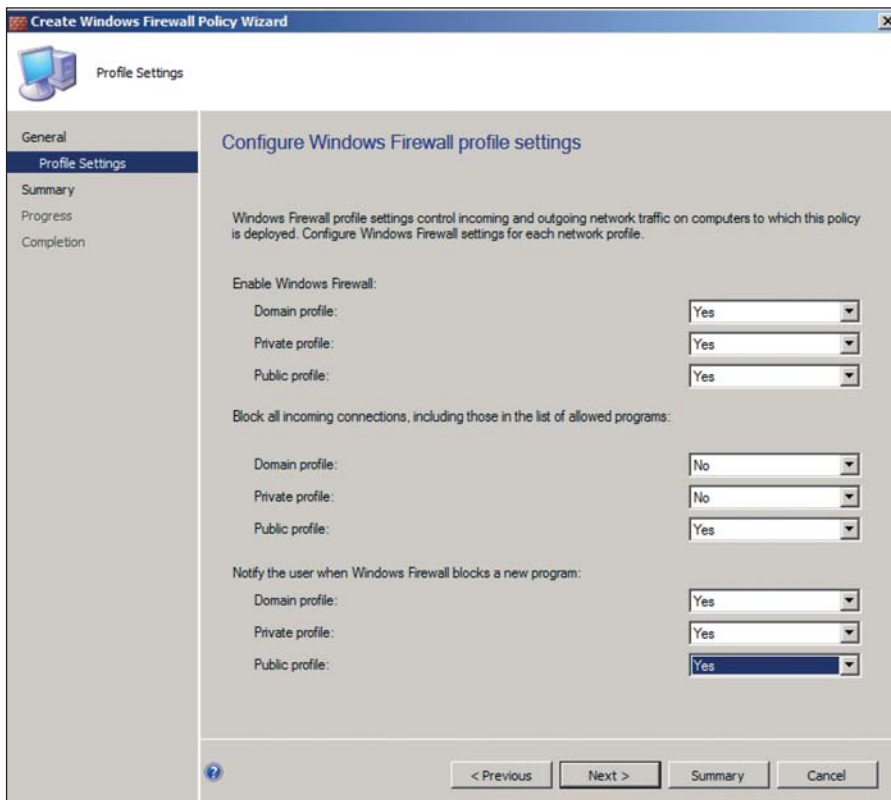 Create Windows Firewall Policy Wizard
Profile Settings
General
Profile Settings
Summary
Progress
Completion
Configure Windows Firewall profile settings
Windows Firewall profile settings control incoming and outgoing network traffic on computers to which this policy
is deployed. Configure Windows Firewall settings for each network profile.
Enable Windows Firewall:
Domain profile: Yes
Private profile: Yes
Public profile: Yes
Block all incoming connections, including those in the list of allowed programs:
Domain profile: No
Private profile: No
Public profile: Yes
Notify the user when Windows Firewall blocks a new program:
Domain profile: Yes
Private profile: Yes
Public profile: Yes
< Previous Next > Summary Cancel